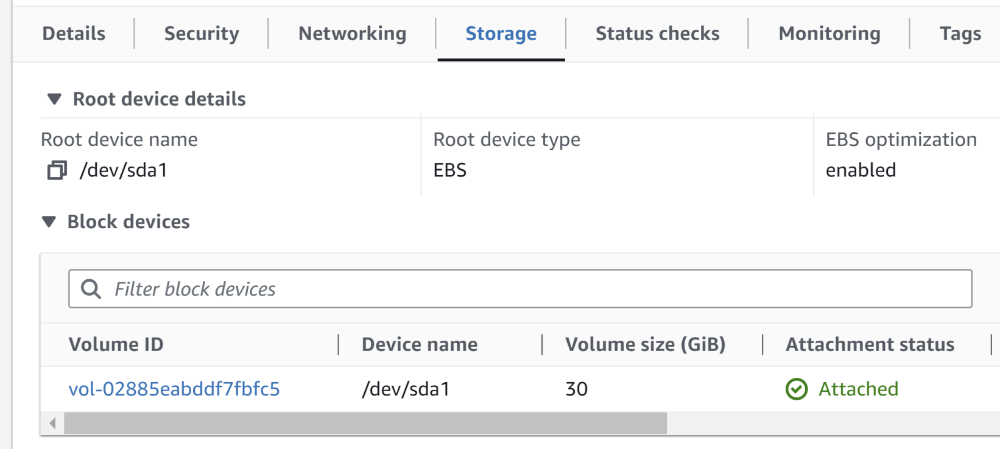 Details Security Networking Storage Status checks Monitoring Tags
Root device details
Root device name Root device type EBS optimization
/dev/sda1 EBS enabled
Block devices
Filter block devices
Volume ID Device name Volume size (GiB) Attachment status
vol-02885eabddf7fbfc5 /dev/sda1 30 Attached